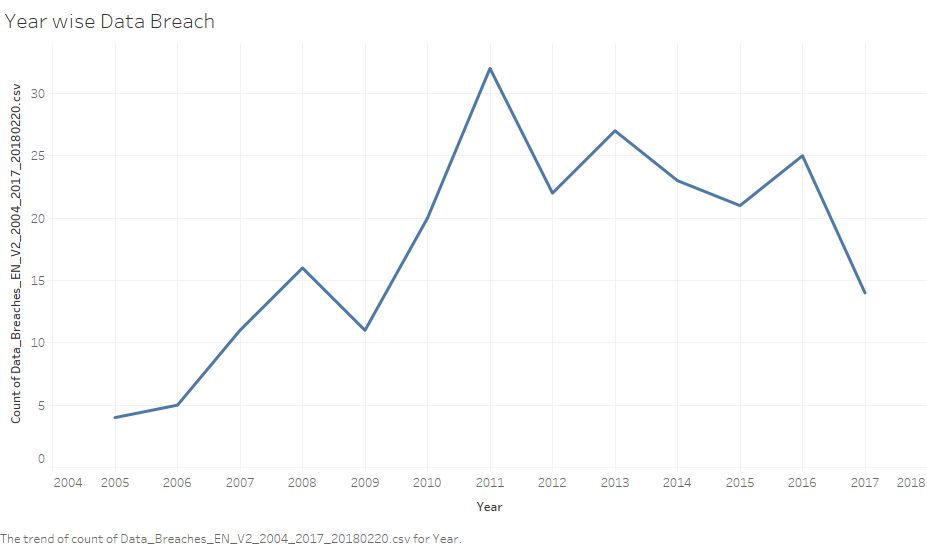 Year wise Data Breach
Count of Data_Breaches_EN_V2_2004_2017_20180220.csv
30
25
20
15
10
5
0
2004 2005 2006 2007 2008 2009 2010 2011 2012 2013 2014 2015 2016 2017 2018
Year
The trend of count of Data_Breaches_EN_V2_2004_2017_20180220.csv for Year.